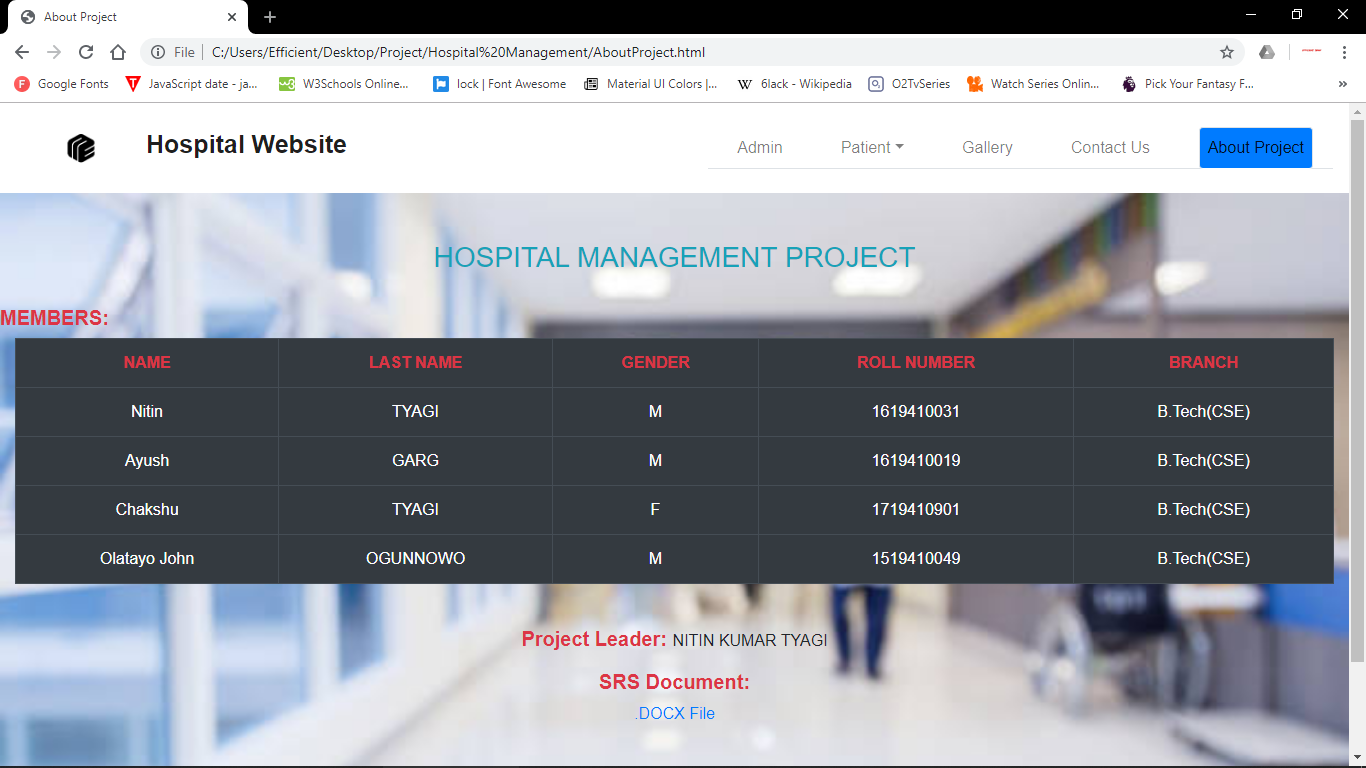 About Project
File C:/Users/Efficient/Desktop/Project/Hospital%20Management/AboutProject.html
Google Fonts JavaScript date - ja... W3Schools Online... lock | Font Awesome Material UI Colors |... 6lack - Wikipedia O2TvSeries Watch Series Onlin... Pick Your Fantasy F...
Hospital Website Admin Patient Gallery Contact Us About Project
HOSPITAL MANAGEMENT PROJECT
MEMBERS:
NAME LAST NAME GENDER ROLL NUMBER BRANCH
Nitin TYAGI M 1619410031 B.Tech(CSE)
Ayush GARG M 1619410019 B.Tech(CSE)
Chakshu TYAGI F 1719410901 B.Tech(CSE)
Olatayo John OGUNNOWO M 1519410049 B.Tech(CSE)
Project Leader: NITIN KUMAR TYAGI
SRS Document:
.DOCX File